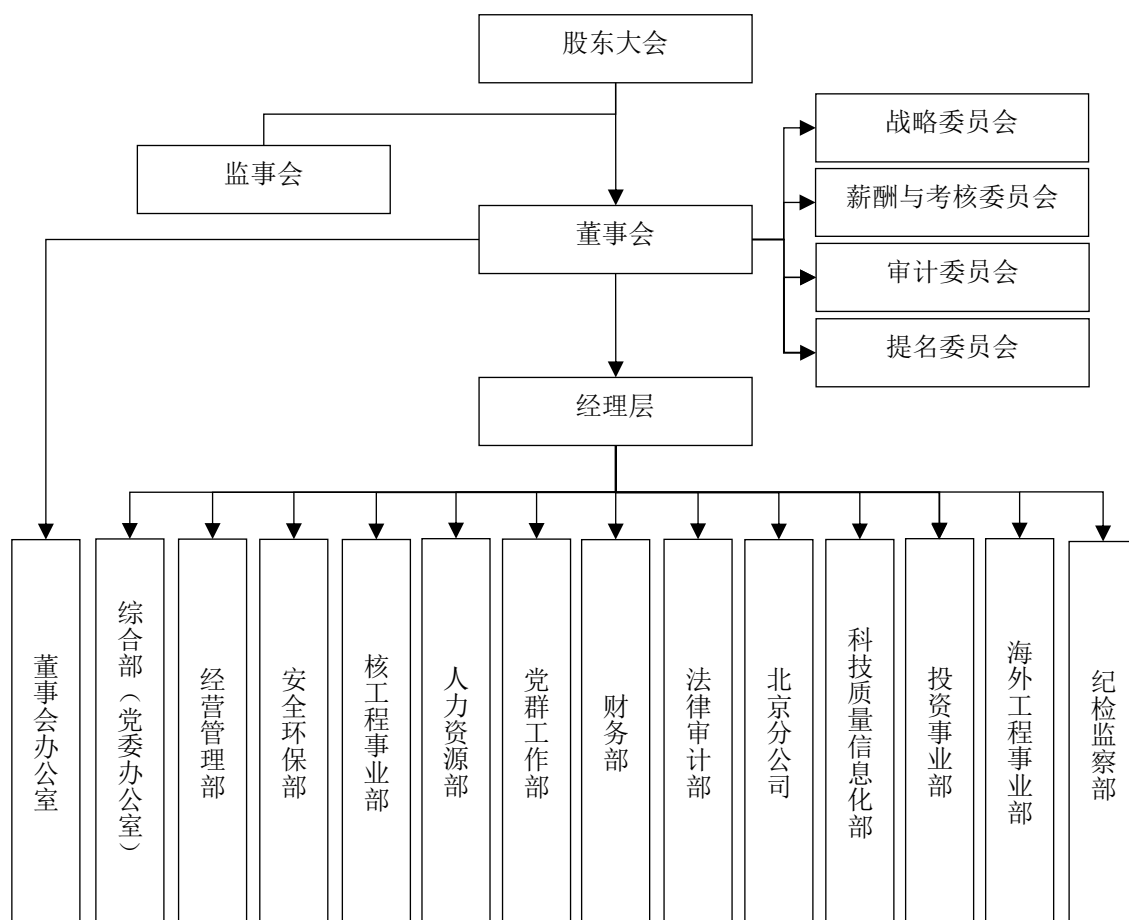 股东大会
战略委员会
监事会
薪酬与考核委员会
董事会
审计委员会
提名委员会
经理层
董事会办公室
综合部（党委办公室）
经营管理部
安全环保部
核工程事业部
人力资源部
党群工作部
财务部
法律审计部
北京分公司
科技质量信息化部
投资事业部
海外工程事业部
纪检监察部